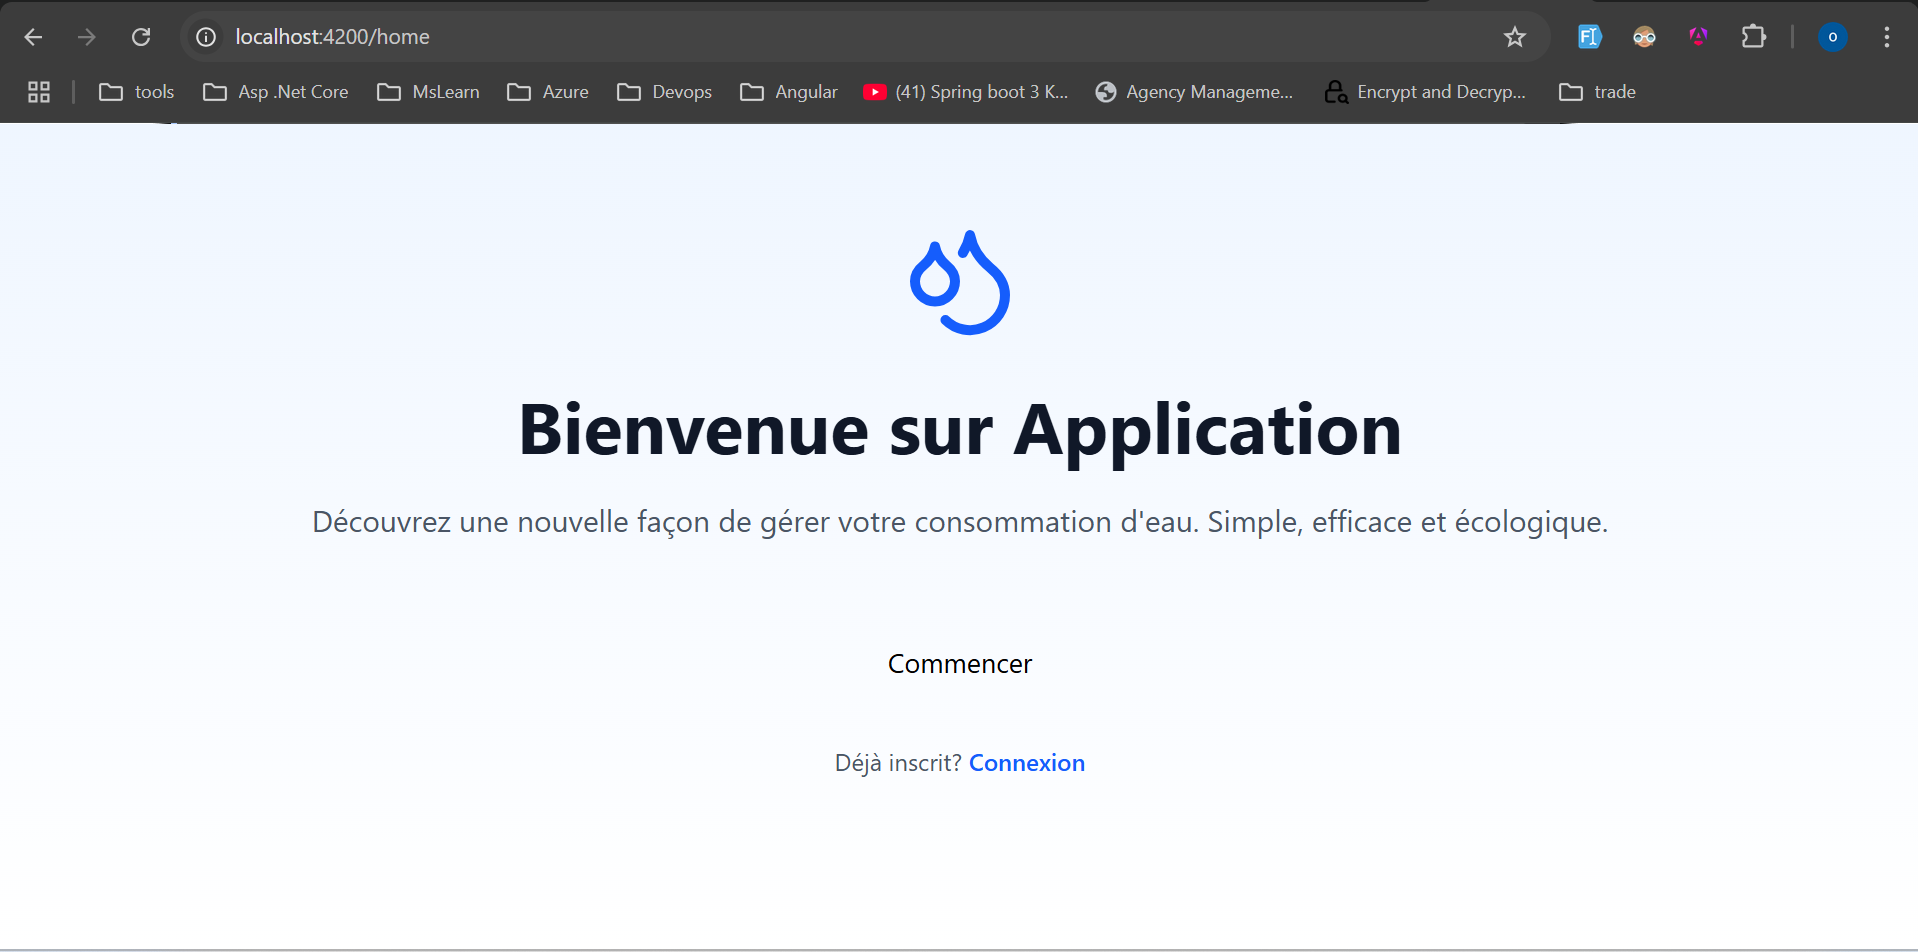 localhost:4200/home
o
tools Asp .Net Core MsLearn Azure Devops Angular (41) Spring boot 3 K... Agency Manageme... Encrypt and Decryp... trade
Bienvenue sur Application
Découvrez une nouvelle façon de gérer votre consommation d'eau. Simple, efficace et écologique.
Commencer
Déjà inscrit? Connexion